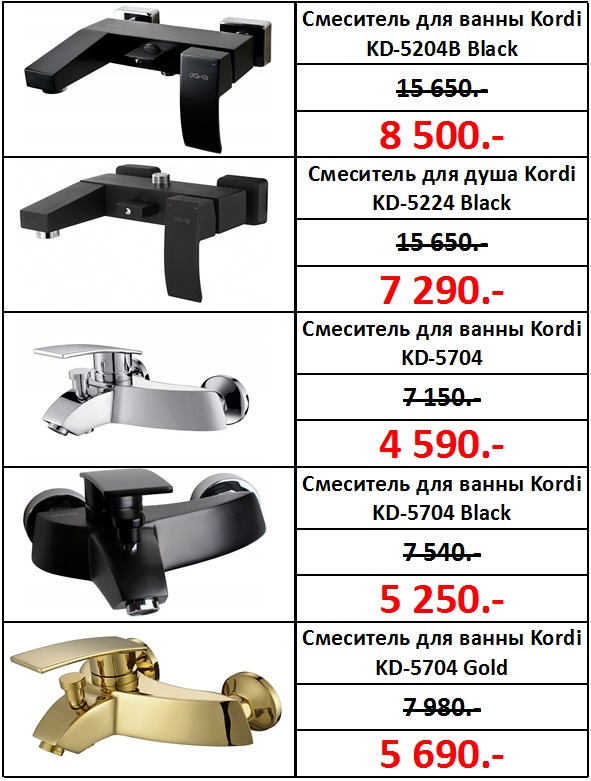 Смеситель для ванны Kordi
KD-5204B Black
15 650.-
8 500.-
Смеситель для душа Kordi
KD-5224 Black
15 650.-
7 290.-
Смеситель для ванны Kordi
KD-5704
7 150.-
4 590.-
Смеситель для ванны Kordi
KD-5704 Black
7 540.-
5 250.-
Смеситель для ванны Kordi
KD-5704 Gold
7 980.-
5 690.-